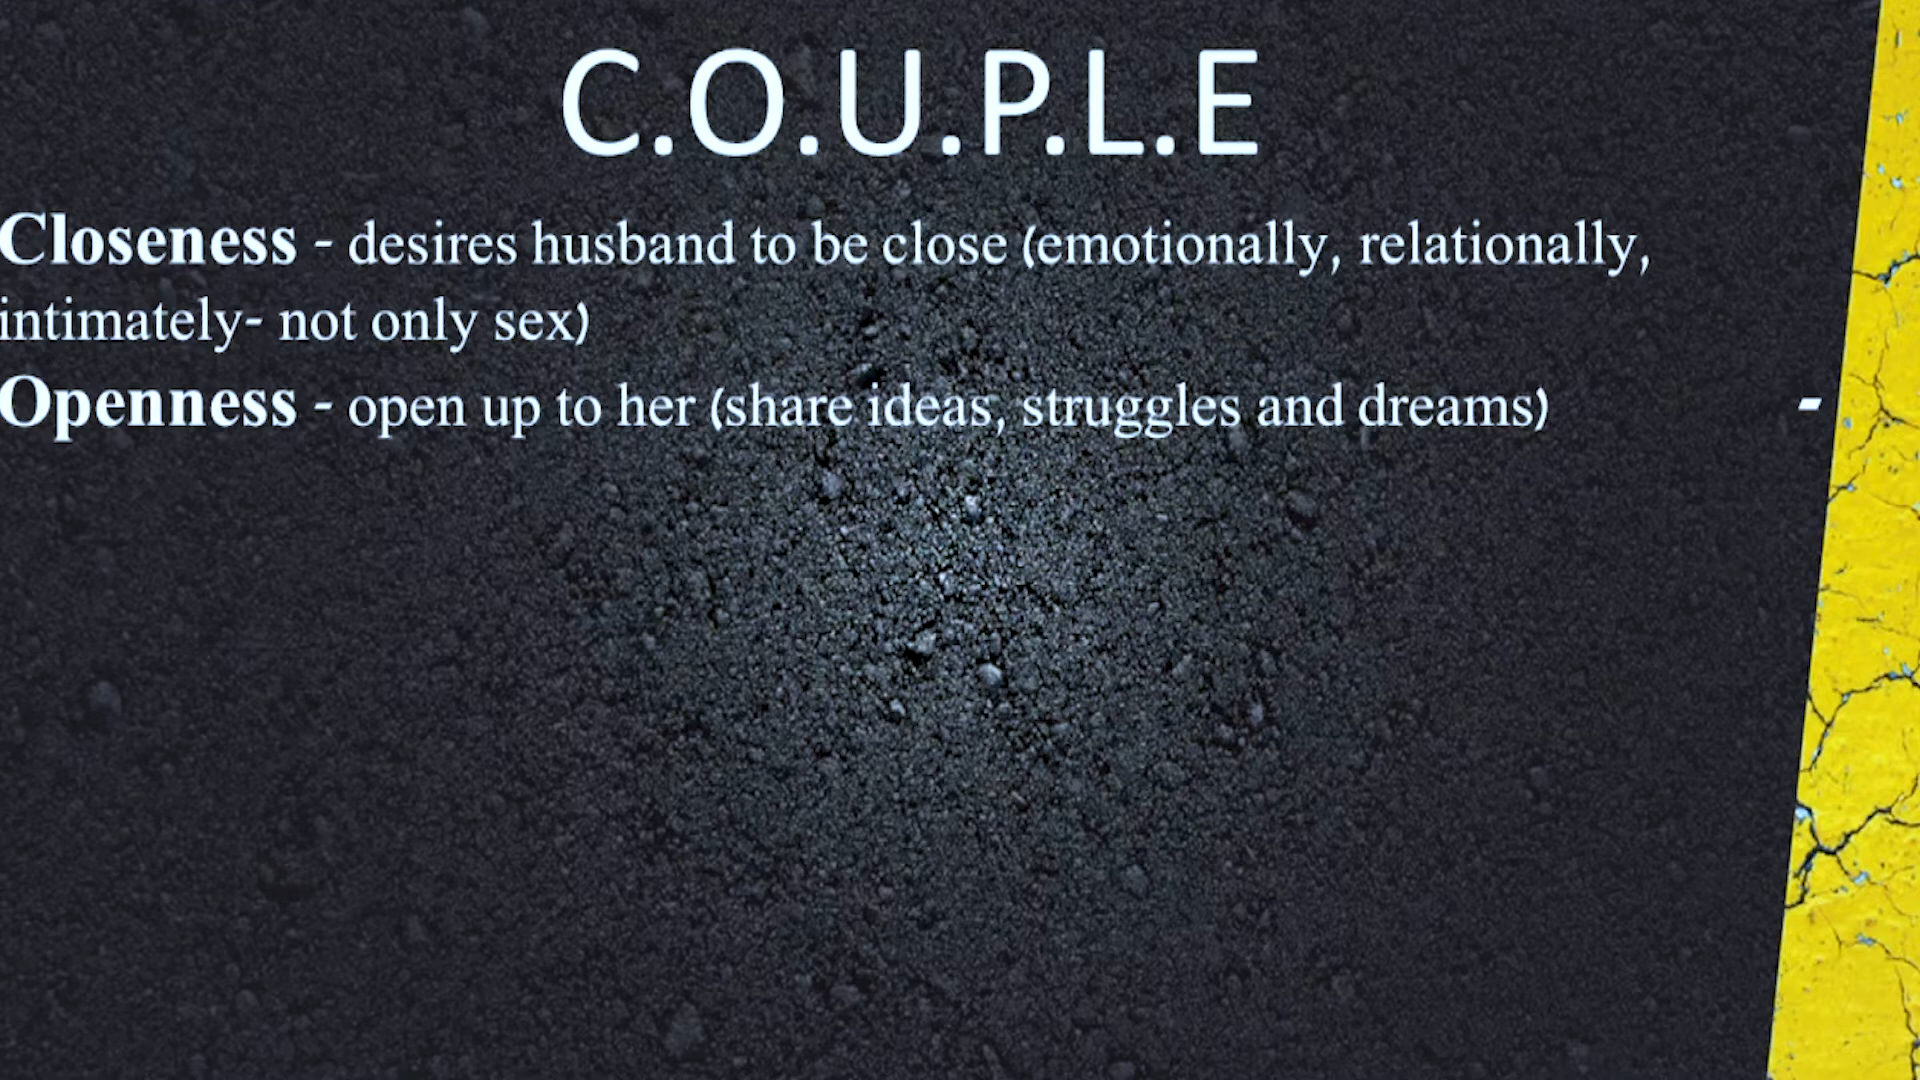 C.O.U.P.L.E
Closeness - desires husband to be close (emotionally, relationally,
intimately- not only sex)
Openness - open up to her (share ideas, struggles and dreams) -